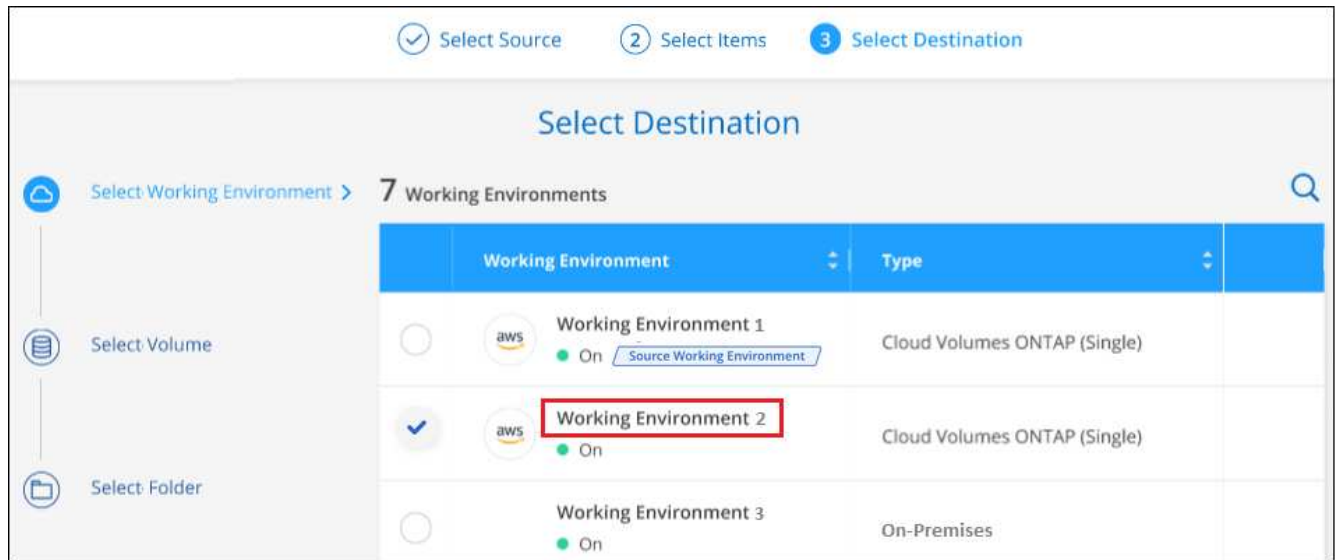 Select Source 2 Select Items 3 Select Destination
Select Destination
Select Working Environment >
7 Working Environments
Working Environment Type
aws Working Environment 1
On Source Working Environment
Cloud Volumes ONTAP (Single)
Select Volume
aws Working Environment 2
On
Cloud Volumes ONTAP (Single)
Select Folder
Working Environment 3
On
On-Premises